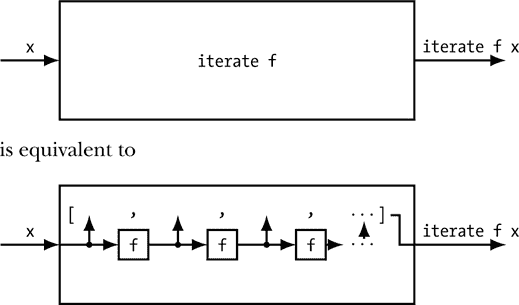 x iterate f iterate f x
is equivalent to
[ , , , ··· ]
x f f f ··· iterate f x